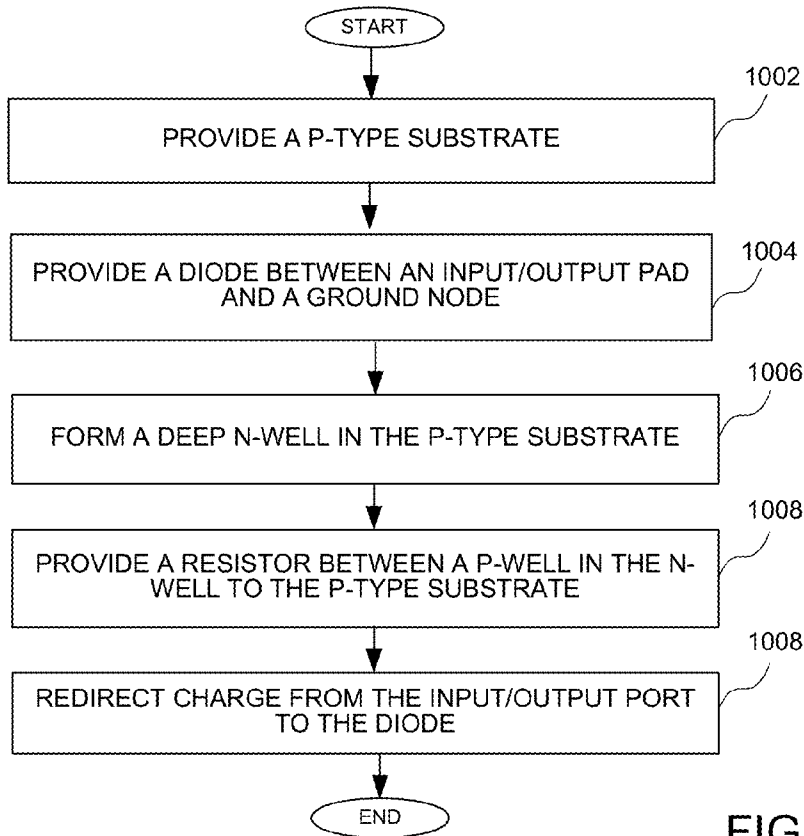 START
1002
PROVIDE A P-TYPE SUBSTRATE
1004
PROVIDE A DIODE BETWEEN AN INPUT/OUTPUT PAD
AND A GROUND NODE
1006
FORM A DEEP N-WELL IN THE P-TYPE SUBSTRATE
1008
PROVIDE A RESISTOR BETWEEN A P-WELL IN THE N-
WELL TO THE P-TYPE SUBSTRATE
1008
REDIRECT CHARGE FROM THE INPUT/OUTPUT PORT
TO THE DIODE
END
FIG